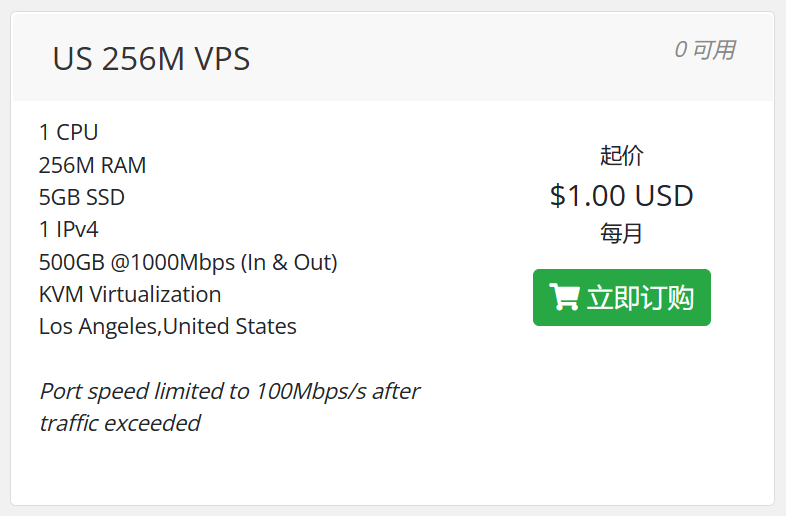 US 256M VPS
0 可用
1 CPU
256M RAM
5GB SSD
1 IPv4
500GB @1000Mbps (In & Out)
KVM Virtualization
Los Angeles,United States
Port speed limited to 100Mbps/s after
traffic exceeded
起价
$1.00 USD
每月
立即订购